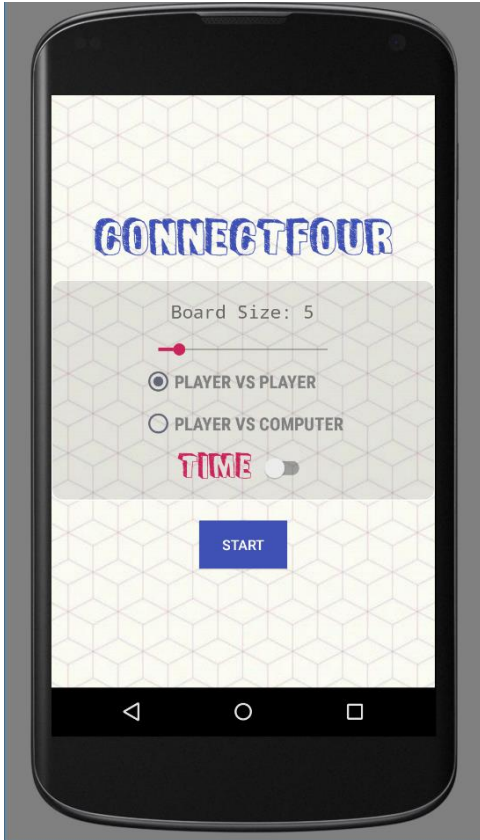 CONNECTFOUR
Board Size: 5
PLAYER VS PLAYER
PLAYER VS COMPUTER
TIME
START